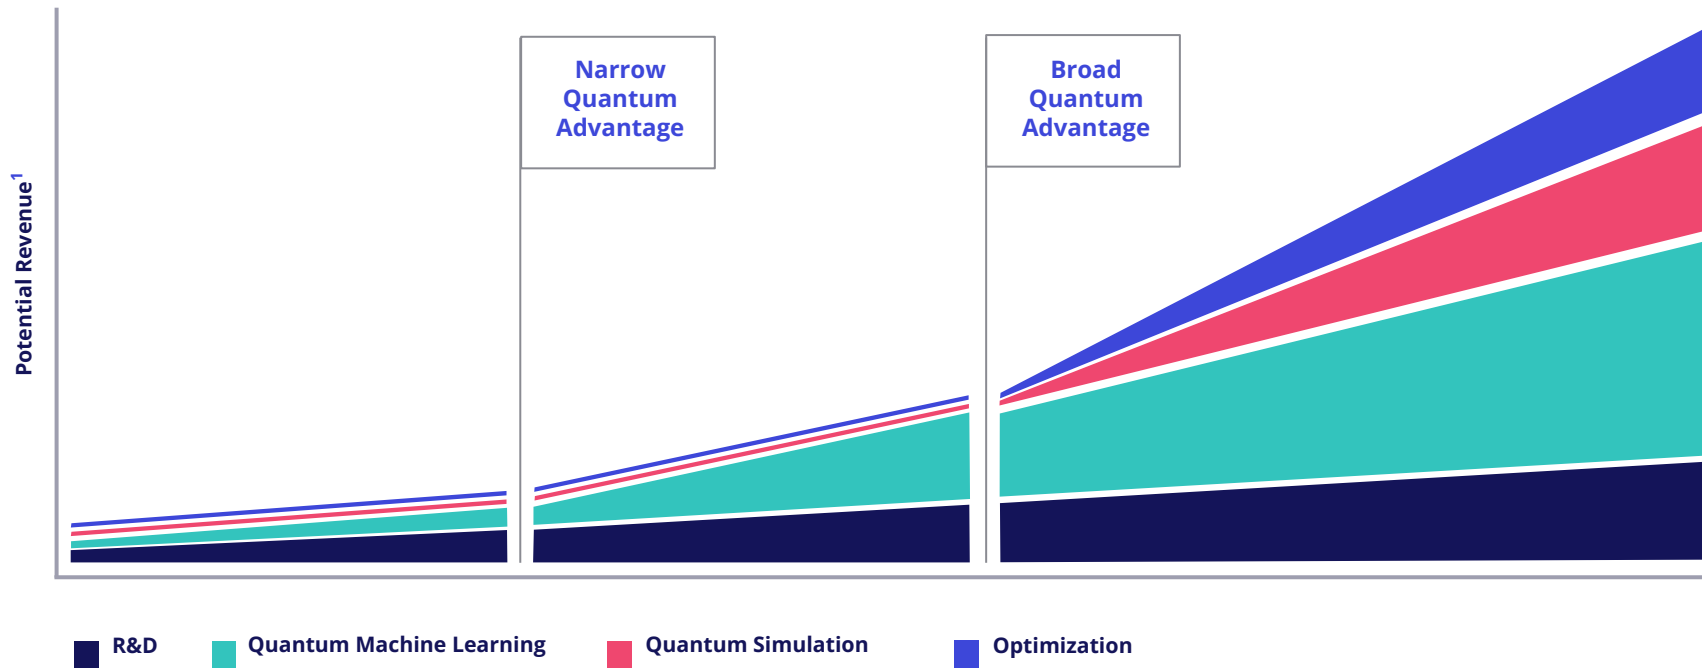 Narrow
Quantum
Advantage
Broad
Quantum
Advantage
Potential Revenue1
R&D
Quantum Machine Learning
Quantum Simulation
Optimization